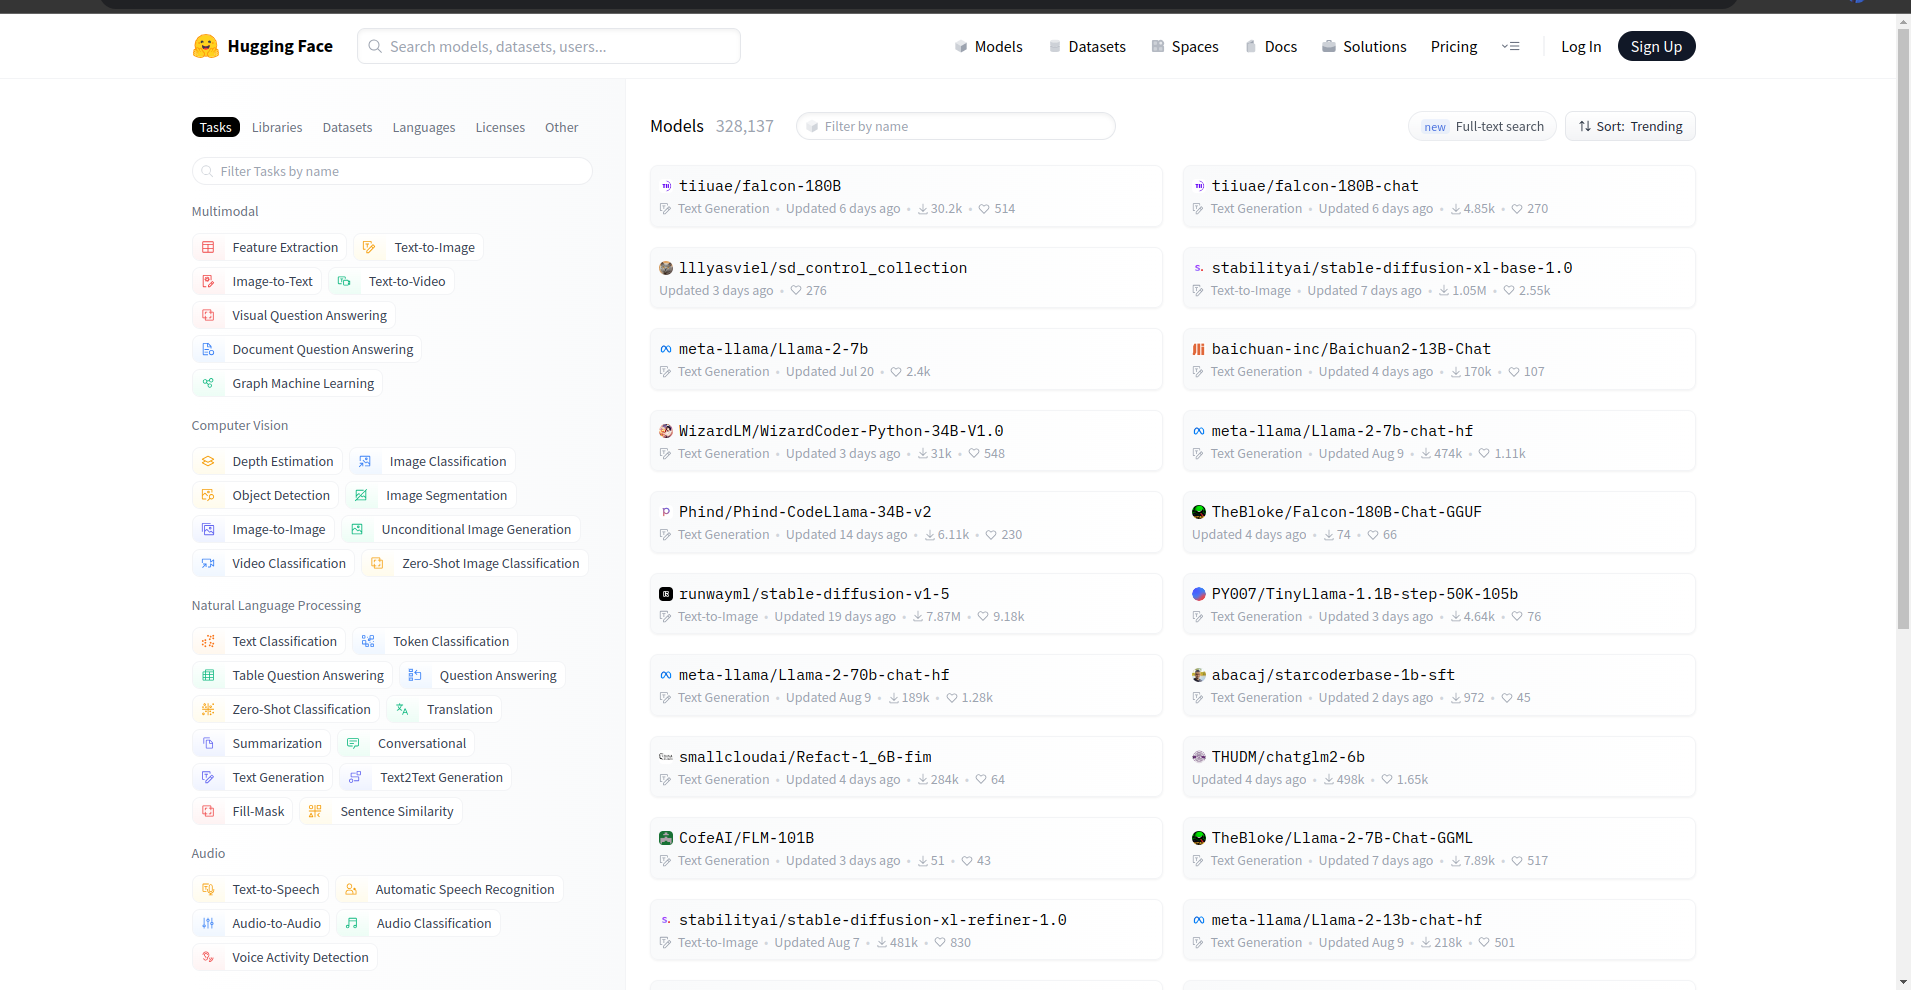 Hugging Face
Search models, datasets, users...
Models
Datasets
Spaces
Docs
Solutions
Pricing
Log In
Sign Up
Tasks
Libraries
Datasets
Languages
Licenses
Other
Filter Tasks by name
Multimodal
Feature Extraction
Text-to-Image
Image-to-Text
Text-to-Video
Visual Question Answering
Document Question Answering
Graph Machine Learning
Computer Vision
Depth Estimation
Image Classification
Object Detection
Image Segmentation
Image-to-Image
Unconditional Image Generation
Video Classification
Zero-Shot Image Classification
Natural Language Processing
Text Classification
Token Classification
Table Question Answering
Question Answering
Zero-Shot Classification
Translation
Summarization
Conversational
Text Generation
Text2Text Generation
Fill-Mask
Sentence Similarity
Audio
Text-to-Speech
Automatic Speech Recognition
Audio-to-Audio
Audio Classification
Voice Activity Detection
Models 328,137
Filter by name
new Full-text search
Sort: Trending
tiiuae/falcon-180B
Text Generation • Updated 6 days ago • 30.2k • 514
tiiuae/falcon-180B-chat
Text Generation • Updated 6 days ago • 4.85k • 270
lllyasviel/sd_control_collection
Updated 3 days ago • 276
stabilityai/stable-diffusion-xl-base-1.0
Text-to-Image • Updated 7 days ago • 1.05M • 2.55k
meta-llama/Llama-2-7b
Text Generation • Updated Jul 20 • 2.4k
baichuan-inc/Baichuan2-13B-Chat
Text Generation • Updated 4 days ago • 170k • 107
WizardLM/WizardCoder-Python-34B-V1.0
Text Generation • Updated 3 days ago • 31k • 548
meta-llama/Llama-2-7b-chat-hf
Text Generation • Updated Aug 9 • 474k • 1.11k
Phind/Phind-CodeLlama-34B-v2
Text Generation • Updated 14 days ago • 6.11k • 230
TheBloke/Falcon-180B-Chat-GGUF
Updated 4 days ago • 74 • 66
runwayml/stable-diffusion-v1-5
Text-to-Image • Updated 19 days ago • 7.87M • 9.18k
PY007/TinyLlama-1.1B-step-50K-105b
Text Generation • Updated 3 days ago • 4.64k • 76
meta-llama/Llama-2-70b-chat-hf
Text Generation • Updated Aug 9 • 189k • 1.28k
abacaj/starcoderbase-1b-sft
Text Generation • Updated 2 days ago • 972 • 45
smallcloudai/Refact-1_6B-fim
Text Generation • Updated 4 days ago • 284k • 64
THUDM/chatglm2-6b
Updated 4 days ago • 498k • 1.65k
CofeAI/FLM-101B
Text Generation • Updated 3 days ago • 51 • 43
TheBloke/Llama-2-7B-Chat-GGML
Text Generation • Updated 7 days ago • 7.89k • 517
stabilityai/stable-diffusion-xl-refiner-1.0
Text-to-Image • Updated Aug 7 • 481k • 830
meta-llama/Llama-2-13b-chat-hf
Text Generation • Updated Aug 9 • 218k • 501